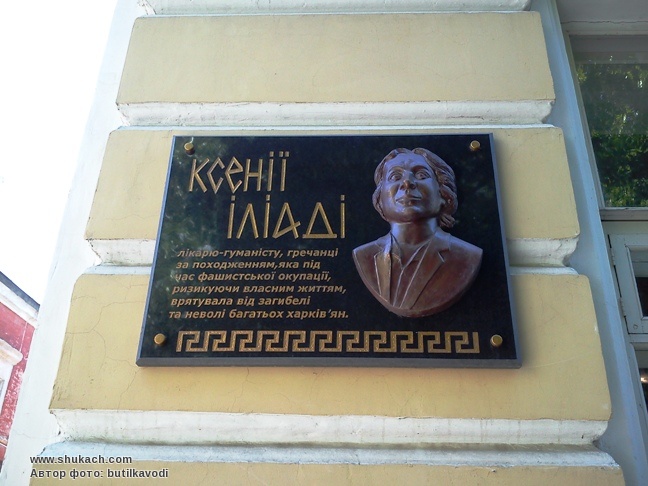 Ксенії
Іліаді
лікарю-гуманісту, гречанці
за походженням, яка під
час фашистської окупації,
ризикуючи власним життям,
врятувала від загибелі
та неволі багатьох харків'ян.
www.shukach.com
Автор фото: butilkavodi